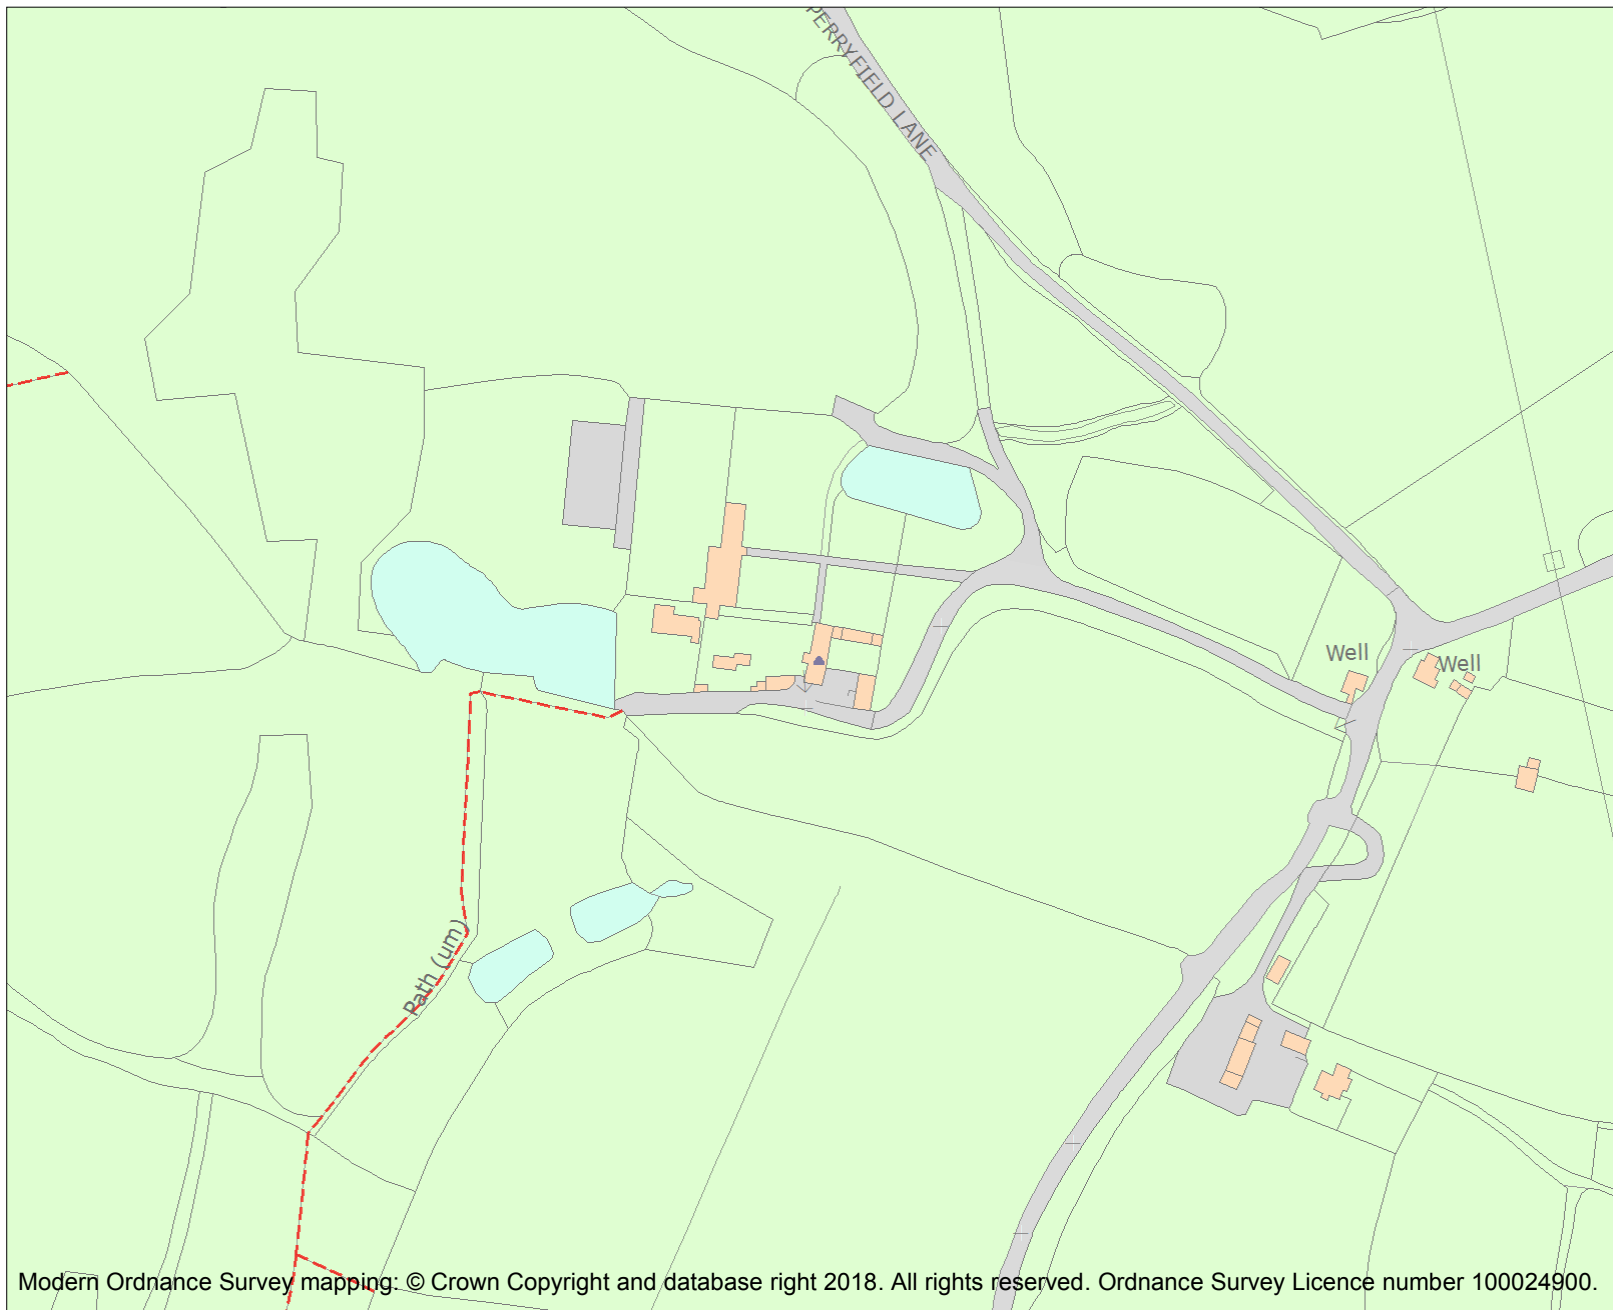 PERRYFIELD LANE
Well
Well
Path (um)
Modern Ordnance Survey mapping: © Crown Copyright and database right 2018. All rights reserved. Ordnance Survey Licence number 100024900.